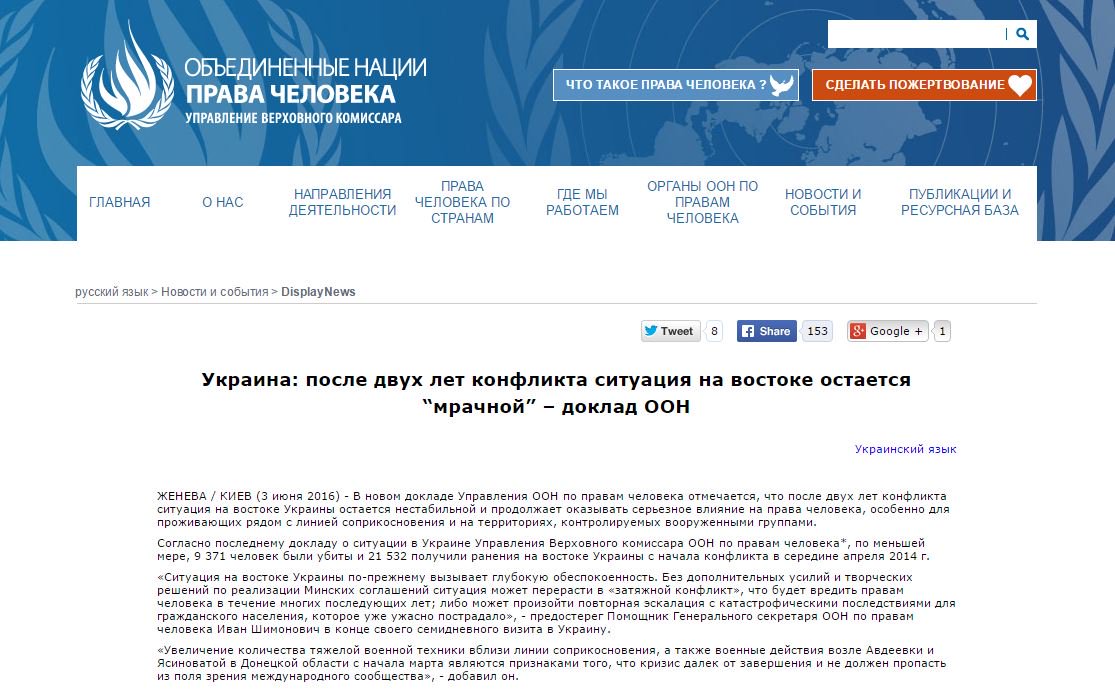 ОБЪЕДИНЕННЫЕ НАЦИИ
ПРАВА ЧЕЛОВЕКА
УПРАВЛЕНИЕ ВЕРХОВНОГО КОМИССАРА
ЧТО ТАКОЕ ПРАВА ЧЕЛОВЕКА ?
СДЕЛАТЬ ПОЖЕРТВОВАНИЕ
ГЛАВНАЯ
О НАС
НАПРАВЛЕНИЯ
ДЕЯТЕЛЬНОСТИ
ПРАВА
ЧЕЛОВЕКА ПО
СТРАНАМ
ГДЕ МЫ
РАБОТАЕМ
ОРГАНЫ ООН ПО
ПРАВАМ
ЧЕЛОВЕКА
НОВОСТИ И
СОБЫТИЯ
ПУБЛИКАЦИИ И
РЕСУРСНАЯ БАЗА
русский язык > Новости и события > DisplayNews
Tweet 8 Share 153 Google + 1
Украина: после двух лет конфликта ситуация на востоке остается
“мрачной” – доклад ООН
Украинский язык
ЖЕНЕВА / КИЕВ (3 июня 2016) - В новом докладе Управления ООН по правам человека отмечается, что после двух лет конфликта
ситуация на востоке Украины остается нестабильной и продолжает оказывать серьезное влияние на права человека, особенно для
проживающих рядом с линией соприкосновения и на территориях, контролируемых вооруженными группами.
Согласно последнему докладу о ситуации в Украине Управления Верховного комиссара ООН по правам человека*, по меньшей
мере, 9 371 человек были убиты и 21 532 получили ранения на востоке Украины с начала конфликта в середине апреля 2014 г.
«Ситуация на востоке Украины по-прежнему вызывает глубокую обеспокоенность. Без дополнительных усилий и творческих
решений по реализации Минских соглашений ситуация может перерасти в «затяжной конфликт», что будет вредить правам
человека в течение многих последующих лет; либо может произойти повторная эскалация с катастрофическими последствиями для
гражданского населения, которое уже ужасно пострадало», - предостерег Помощник Генерального секретаря ООН по правам
человека Иван Шимонович в конце своего семидневного визита в Украину.
«Увеличение количества тяжелой военной техники вблизи линии соприкосновения, а также военные действия возле Авдеевки и
Ясиноватой в Донецкой области с начала марта являются признаками того, что кризис далек от завершения и не должен пропасть
из поля зрения международного сообщества», - добавил он.